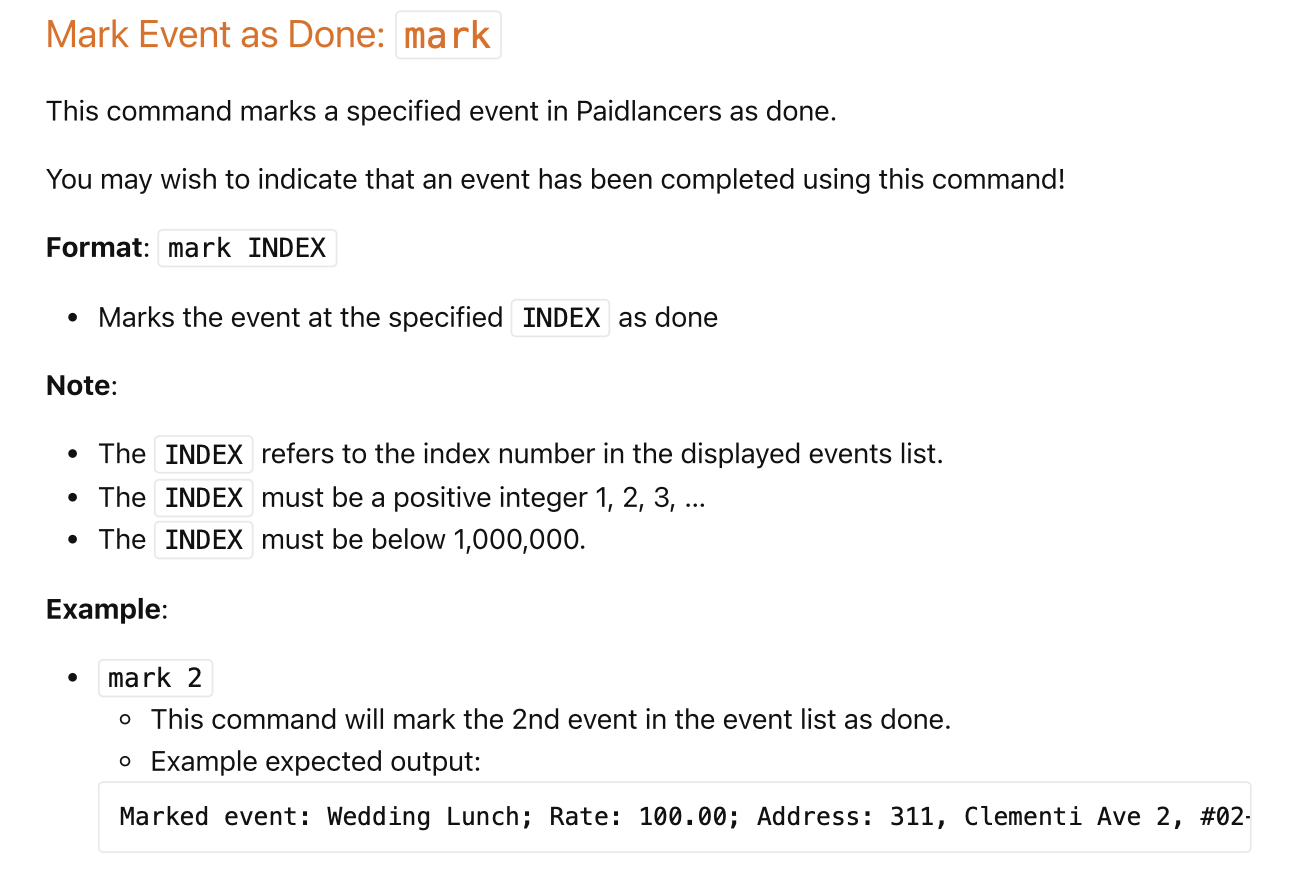 Mark Event as Done: mark
This command marks a specified event in Paidlancers as done.
You may wish to indicate that an event has been completed using this command!
Format: mark INDEX
• Marks the event at the specified INDEX as done
Note:
• The INDEX refers to the index number in the displayed events list.
• The INDEX must be a positive integer 1, 2, 3, …
• The INDEX must be below 1,000,000.
Example:
• mark 2
◦ This command will mark the 2nd event in the event list as done.
◦ Example expected output:
Marked event: Wedding Lunch; Rate: 100.00; Address: 311, Clementi Ave 2, #02-